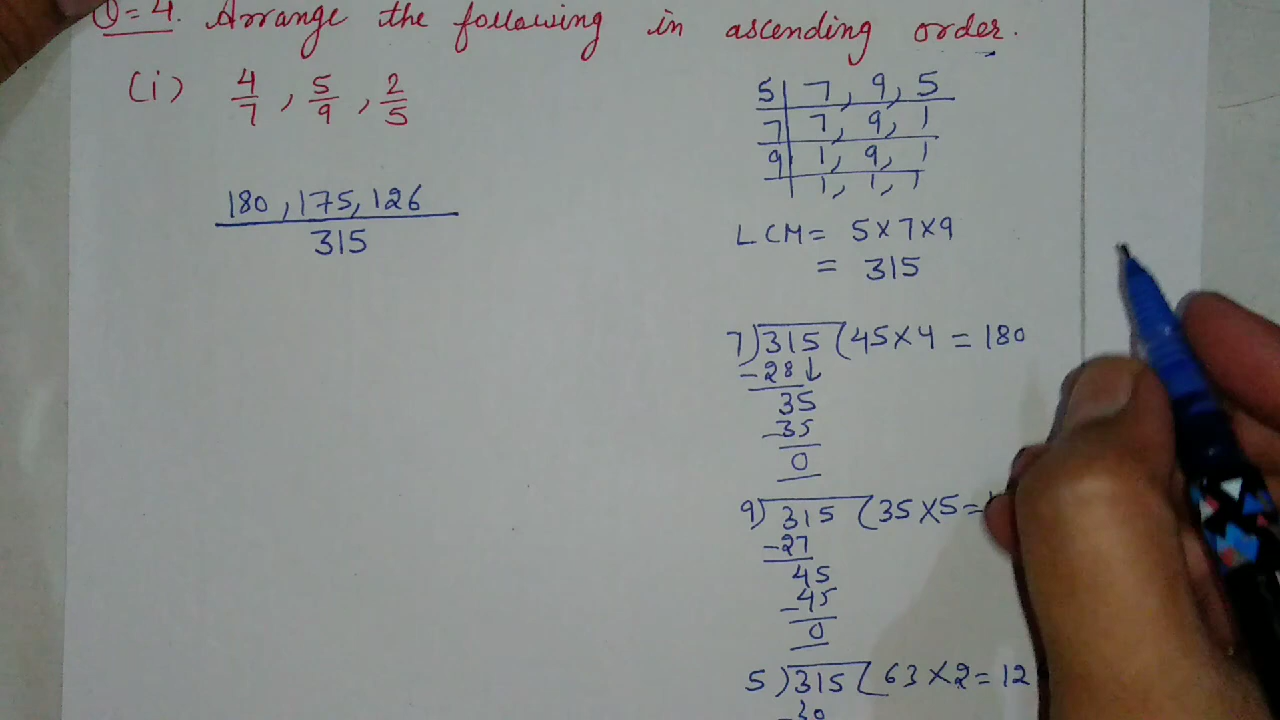 Q=4. Arrange the following in ascending order.
(i) 4/7, 5/9, 2/5
180, 175, 126
315
5 | 7, 9, 5
7 | 7, 9, 1
9 | 1, 9, 1
1, 1, 1
LCM = 5×7×9
= 315
7)315(45×4 = 180
-28↓
35
-35
0
9)315(35×5=
-27
45
-45
0
5)315(63×2=12
-30